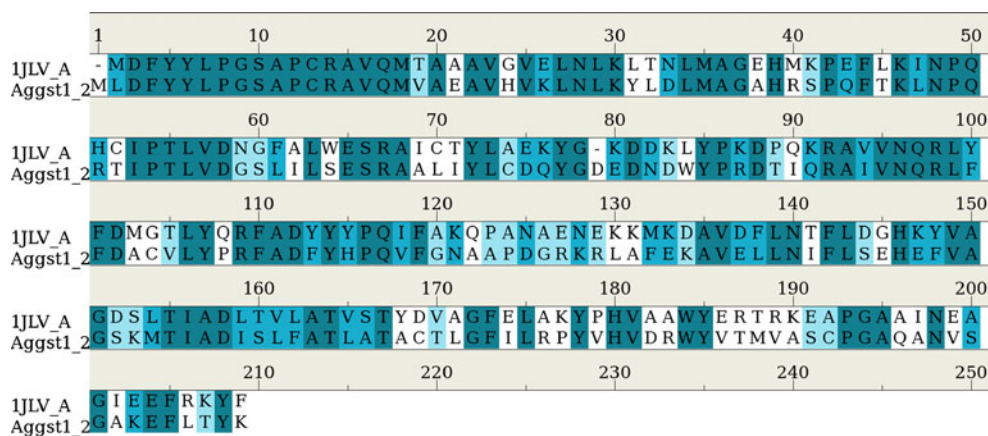 1 10 20 30 40 50
1JLV_A -MDFYYLPGSAPCRAVQMTAAAVGVELNLKLTNLMAGEHMKPEFLKINPQ
Aggst1_2 MLDFYYLPGSAPCRAVQMVAEAVHVKLNLKYLDLMAGAHRSPQFTKLNPQ
60 70 80 90 100
1JLV_A HCIPTLVDNGFALWESRAICTYLAEKYG-KDDKLYPKDPQKRAVVNQRLY
Aggst1_2 RTIPTLVDGSLILSESRAALIYLCDQYGDEDNDWYPRDTIQRAIVNQRLF
110 120 130 140 150
1JLV_A FDMGTLYQRFADYYYPQIFAKQPANAENEKKMKDAVDFLNTFLDGHKYVA
Aggst1_2 FDACVLYPRFADFYHPQVFGNAAPDGRKRLAFEKAVELLNIFLSEHEFVA
160 170 180 190 200
1JLV_A GDSLTIADLTVLATVSTYDVAGFELAKYPHVAAWYERTRKEAPGAAINEA
Aggst1_2 GSKMTIADISLFATLATACTLGFILRPYVHVDRWYVTMVASCPGAQANVS
210 220 230 240 250
1JLV_A GIEEFRKYF
Aggst1_2 GAKEFLTYK